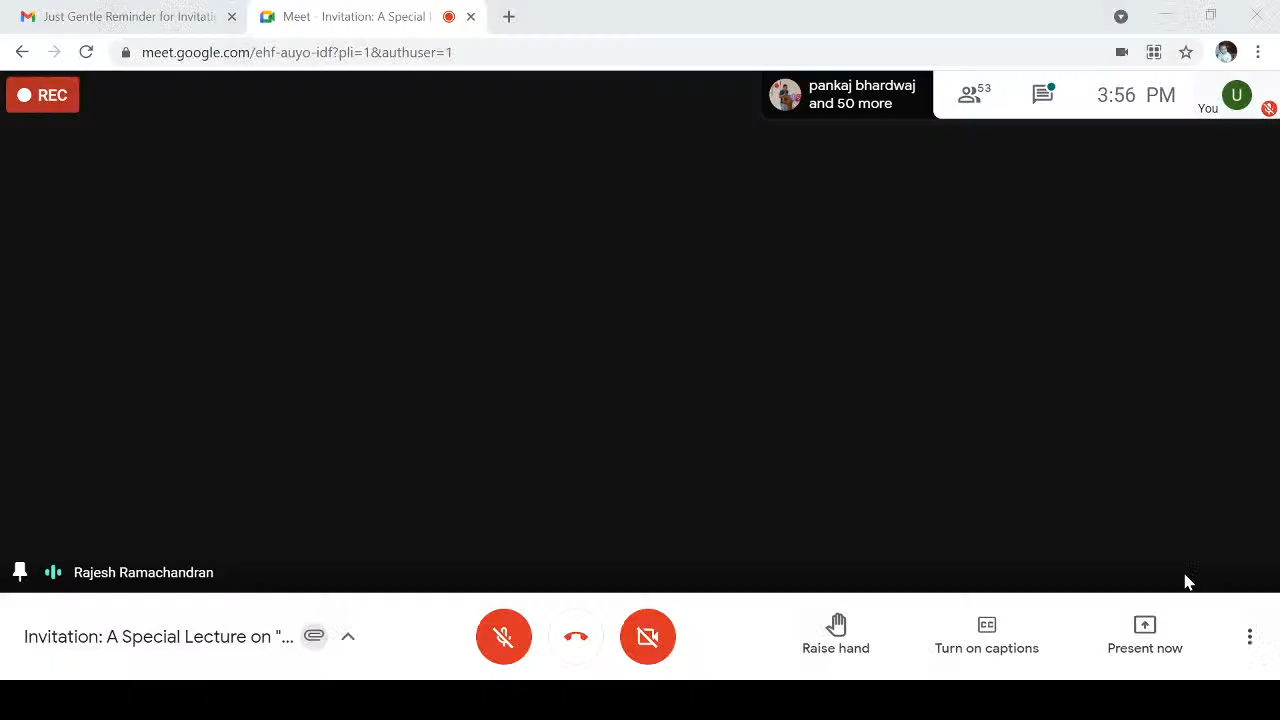 Just Gentle Reminder for Invitati
Meet - Invitation: A Special
meet.google.com/ehf-auyo-idf?pli=1&authuser=1
REC
pankaj bhardwaj
and 50 more
53
3:56 PM
You
U
Rajesh Ramachandran
Invitation: A Special Lecture on "...
CC
Raise hand
Turn on captions
Present now